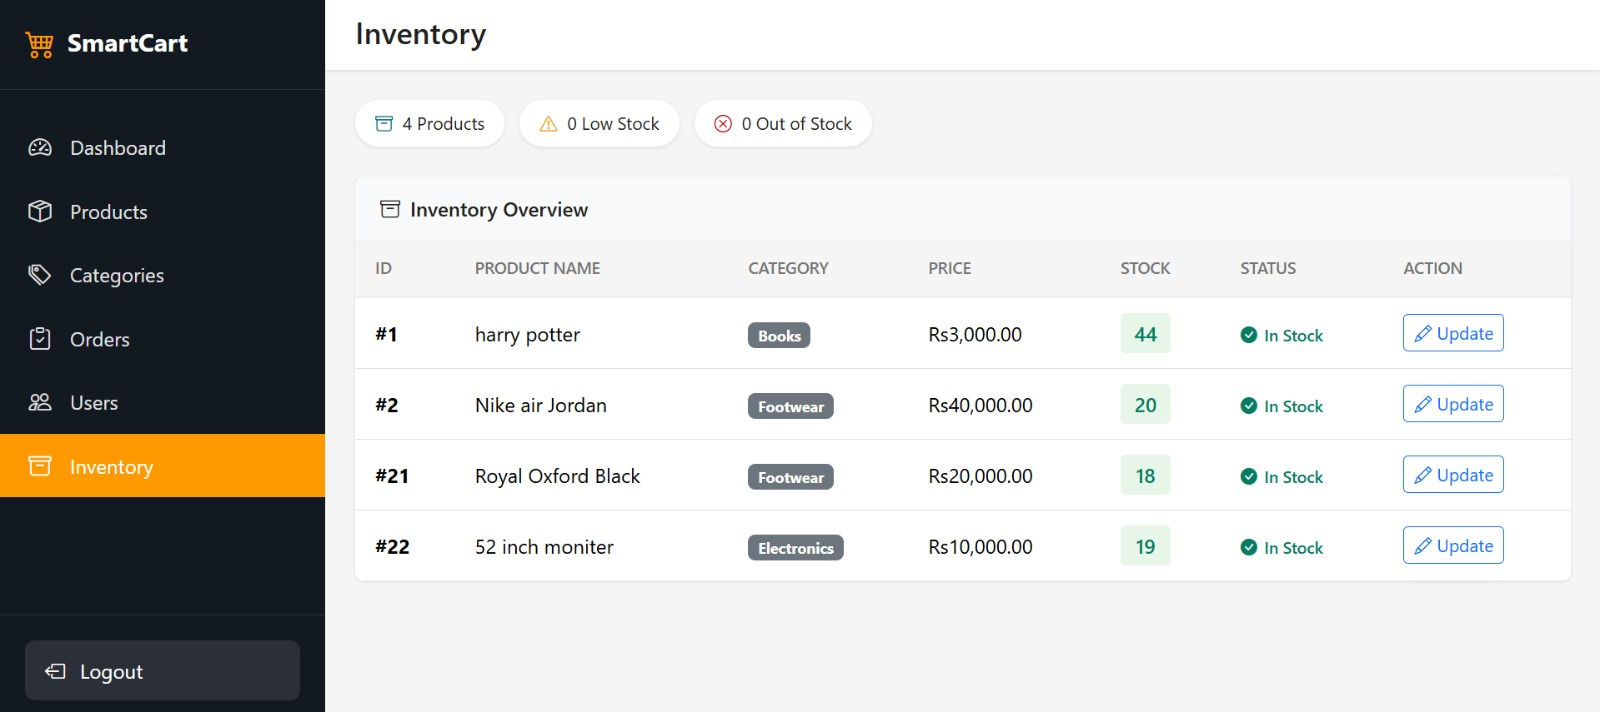 SmartCart
Inventory
Dashboard
Products
Categories
Orders
Users
Inventory
Logout
4 Products 0 Low Stock 0 Out of Stock
Inventory Overview
ID PRODUCT NAME CATEGORY PRICE STOCK STATUS ACTION
#1 harry potter Books Rs3,000.00 44 In Stock Update
#2 Nike air Jordan Footwear Rs40,000.00 20 In Stock Update
#21 Royal Oxford Black Footwear Rs20,000.00 18 In Stock Update
#22 52 inch moniter Electronics Rs10,000.00 19 In Stock Update